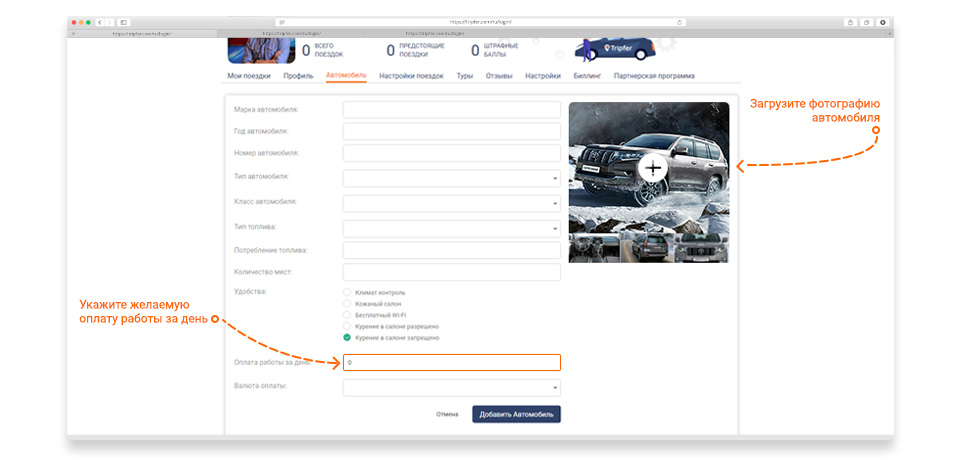 https://tripfer.com/ru/login/
https://tripfer.com/ru/login/
https://tripfer.com/ru/login/
https://tripfer.com/ru/login/
0 ВСЕГО ПОЕЗДОК
0 ПРЕДСТОЯЩИЕ ПОЕЗДКИ
0 ШТРАФНЫЕ БАЛЛЫ
Tripfer
Мои поездки Профиль Автомобиль Настройки поездок Туры Отзывы Настройки Биллинг Партнерская программа
Загрузите фотографию
автомобиля
Марка автомобиля:
Год автомобиля:
Номер автомобиля:
Тип автомобиля:
Класс автомобиля:
Тип топлива:
Потребление топлива:
Количество мест:
Удобства:
Климат контроль
Кожаный салон
Бесплатный Wi-Fi
Курение в салоне разрешено
Курение в салоне запрещено
Укажите желаемую
оплату работы за день
Оплата работы за день: 0
Валюта оплаты:
Отмена Добавить Автомобиль